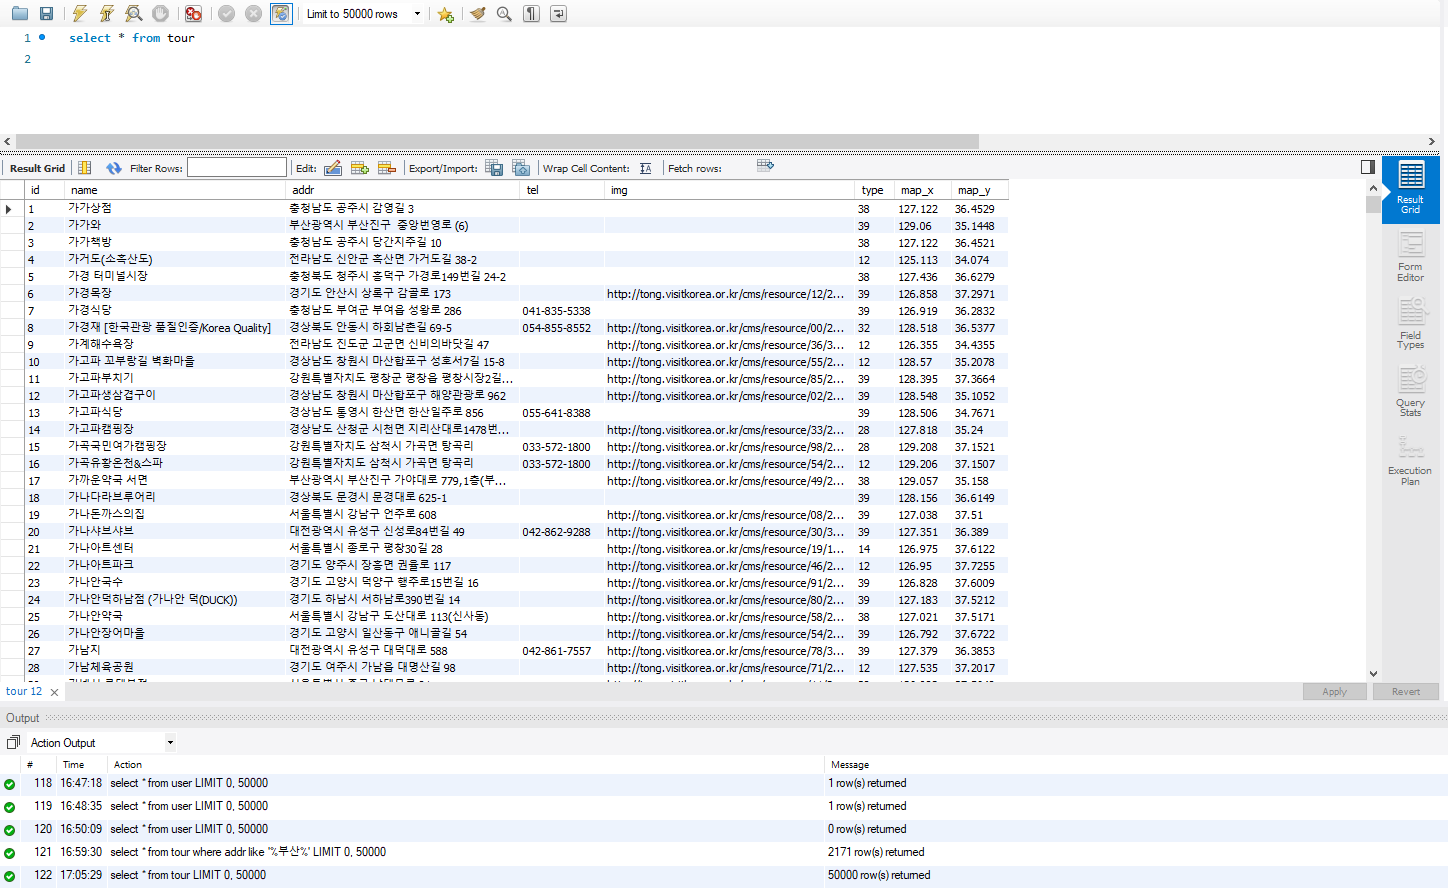 Limit to 50000 rows
1 select * from tour
2
Result Grid Filter Rows: Edit: Export/Import: Wrap Cell Content: Fetch rows:
id name addr tel img type map_x map_y
1 가가상점 충청남도 공주시 감영길 3 38 127.122 36.4529
2 가가와 부산광역시 부산진구 중앙번영로 (6) 39 129.06 35.1448
3 가가책방 충청남도 공주시 당간지주길 10 38 127.122 36.4521
4 가거도(소흑산도) 전라남도 신안군 흑산면 가거도길 38-2 12 125.113 34.074
5 가경 터미널시장 충청북도 청주시 흥덕구 가경로149번길 24-2 38 127.436 36.6279
6 가경목장 경기도 안산시 상록구 감골로 173 http://tong.visitkorea.or.kr/cms/resource/12/2... 39 126.858 37.2971
7 가경식당 충청남도 부여군 부여읍 성왕로 286 041-835-5338 39 126.919 36.2832
8 가경재 [한국관광 품질인증/Korea Quality] 경상북도 안동시 하회남촌길 69-5 054-855-8552 http://tong.visitkorea.or.kr/cms/resource/00/2... 32 128.518 36.5377
9 가계해수욕장 전라남도 진도군 고군면 신비의바닷길 47 http://tong.visitkorea.or.kr/cms/resource/36/3... 12 126.355 34.4355
10 가고파 꼬부랑길 벽화마을 경상남도 창원시 마산합포구 성호서7길 15-8 http://tong.visitkorea.or.kr/cms/resource/55/2... 12 128.57 35.2078
11 가고파부치기 강원특별자치도 평창군 평창읍 평창시장2길... http://tong.visitkorea.or.kr/cms/resource/85/2... 39 128.395 37.3664
12 가고파생삼겹구이 경상남도 창원시 마산합포구 해양관광로 962 http://tong.visitkorea.or.kr/cms/resource/02/2... 39 128.548 35.1052
13 가고파식당 경상남도 통영시 한산면 한산일주로 856 055-641-8388 39 128.506 34.7671
14 가고파캠핑장 경상남도 산청군 시천면 지리산대로1478번... http://tong.visitkorea.or.kr/cms/resource/33/2... 28 127.818 35.24
15 가곡국민여가캠핑장 강원특별자치도 삼척시 가곡면 탕곡리 033-572-1800 http://tong.visitkorea.or.kr/cms/resource/98/2... 28 129.208 37.1521
16 가곡유황온천&스파 강원특별자치도 삼척시 가곡면 탕곡리 033-572-1800 http://tong.visitkorea.or.kr/cms/resource/54/2... 12 129.206 37.1507
17 가까운약국 서면 부산광역시 부산진구 가야대로 779,1층(부... http://tong.visitkorea.or.kr/cms/resource/49/2... 38 129.057 35.158
18 가나다라브루어리 경상북도 문경시 문경대로 625-1 39 128.156 36.6149
19 가나돈까스의집 서울특별시 강남구 언주로 608 http://tong.visitkorea.or.kr/cms/resource/08/2... 39 127.038 37.51
20 가나샤브샤브 대전광역시 유성구 신성로84번길 49 042-862-9288 http://tong.visitkorea.or.kr/cms/resource/30/3... 39 127.351 36.389
21 가나아트센터 서울특별시 종로구 평창30길 28 http://tong.visitkorea.or.kr/cms/resource/19/1... 14 126.975 37.6122
22 가나아트파크 경기도 양주시 장흥면 권율로 117 http://tong.visitkorea.or.kr/cms/resource/46/2... 12 126.95 37.7255
23 가나안국수 경기도 고양시 덕양구 행주로15번길 16 http://tong.visitkorea.or.kr/cms/resource/91/2... 39 126.828 37.6009
24 가나안덕하남점 (가나안 덕(DUCK)) 경기도 하남시 서하남로390번길 14 http://tong.visitkorea.or.kr/cms/resource/80/2... 39 127.183 37.5212
25 가나안약국 서울특별시 강남구 도산대로 113(신사동) http://tong.visitkorea.or.kr/cms/resource/58/2... 38 127.021 37.5171
26 가나안장어마을 경기도 고양시 일산동구 애니골길 54 http://tong.visitkorea.or.kr/cms/resource/54/2... 39 126.792 37.6722
27 가남지 대전광역시 유성구 대덕대로 588 042-861-7557 http://tong.visitkorea.or.kr/cms/resource/78/3... 39 127.379 36.3853
28 가남체육공원 경기도 여주시 가남읍 대명산길 98 http://tong.visitkorea.or.kr/cms/resource/71/2... 12 127.535 37.2017
Result Grid
Form Editor
Field Types
Query Stats
Execution Plan
tour 12 Apply Revert
Output
Action Output
# Time Action Message
118 16:47:18 select * from user LIMIT 0, 50000 1 row(s) returned
119 16:48:35 select * from user LIMIT 0, 50000 1 row(s) returned
120 16:50:09 select * from user LIMIT 0, 50000 0 row(s) returned
121 16:59:30 select * from tour where addr like '%부산%' LIMIT 0, 50000 2171 row(s) returned
122 17:05:29 select * from tour LIMIT 0, 50000 50000 row(s) returned